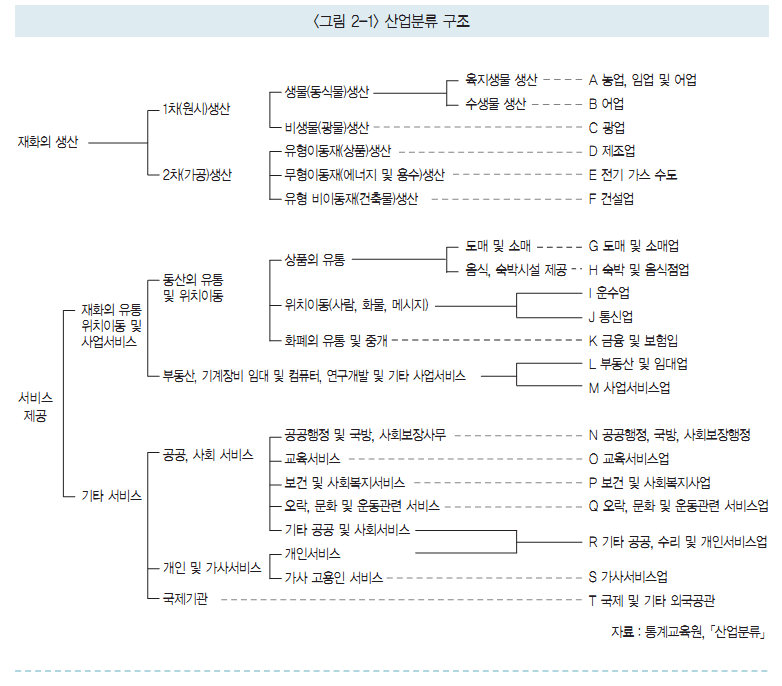 <그림 2-1> 산업분류 구조
재화의 생산
1차(원시)생산
생물(동식물)생산
육지생물 생산
A 농업, 임업 및 어업
수생물 생산
B 어업
비생물(광물)생산
C 광업
2차(가공)생산
유형이동재(상품)생산
D 제조업
무형이동재(에너지 및 용수)생산
E 전기 가스 수도
유형 비이동재(건축물)생산
F 건설업
서비스
제공
재화의 유통
위치이동 및
사업서비스
동산의 유통
및 위치이동
상품의 유통
도매 및 소매
G 도매 및 소매업
음식, 숙박시설 제공
H 숙박 및 음식점업
위치이동(사람, 화물, 메시지)
I 운수업
J 통신업
화폐의 유통 및 중개
K 금융 및 보험입
부동산, 기계장비 임대 및 컴퓨터, 연구개발 및 기타 사업서비스
L 부동산 및 임대업
M 사업서비스업
기타 서비스
공공, 사회 서비스
공공행정 및 국방, 사회보장사무
N 공공행정, 국방, 사회보장행정
교육서비스
O 교육서비스업
보건 및 사회복지서비스
P 보건 및 사회복지사업
오락, 문화 및 운동관련 서비스
Q 오락, 문화 및 운동관련 서비스업
기타 공공 및 사회서비스
R 기타 공공, 수리 및 개인서비스업
개인 및 가사서비스
개인서비스
가사 고용인 서비스
S 가사서비스업
국제기관
T 국제 및 기타 외국공관
자료 : 통계교육원, 「산업분류」